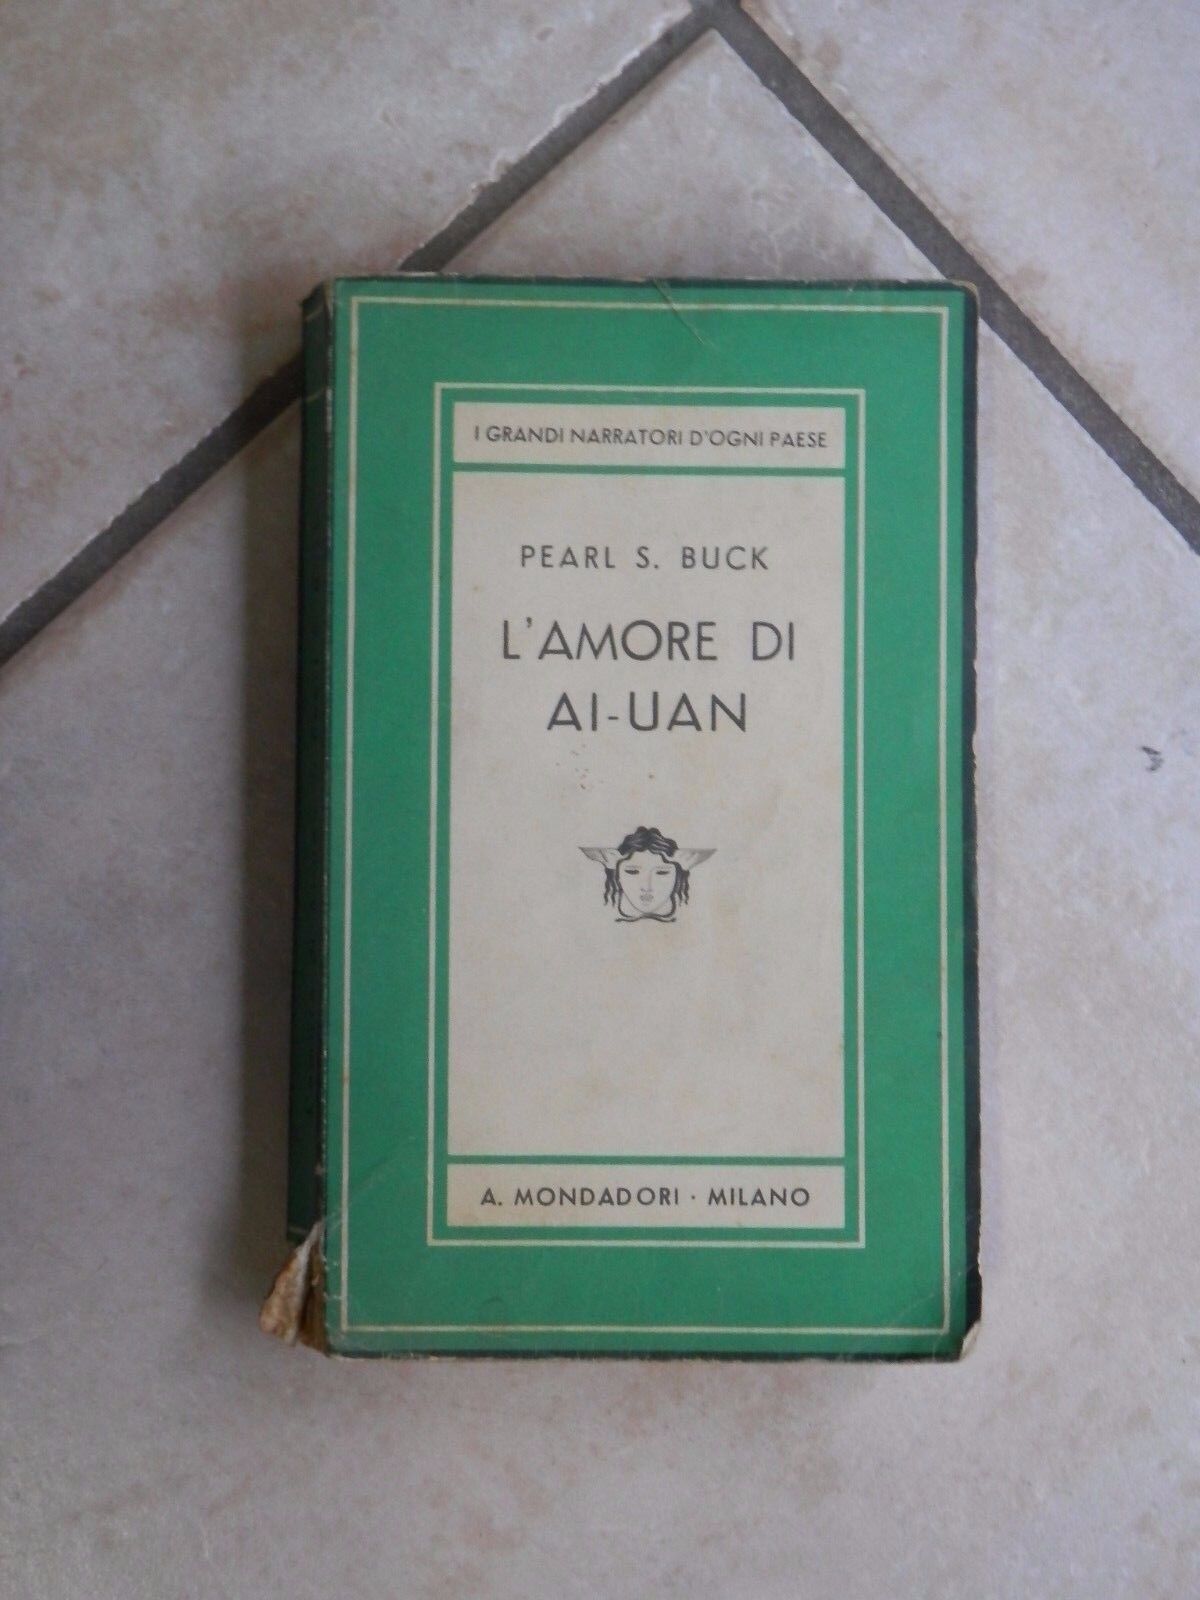 I GRANDI NARRATORI D'OGNI PAESE
PEARL S. BUCK
L'AMORE DI
AI-UAN
A. MONDADORI · MILANO